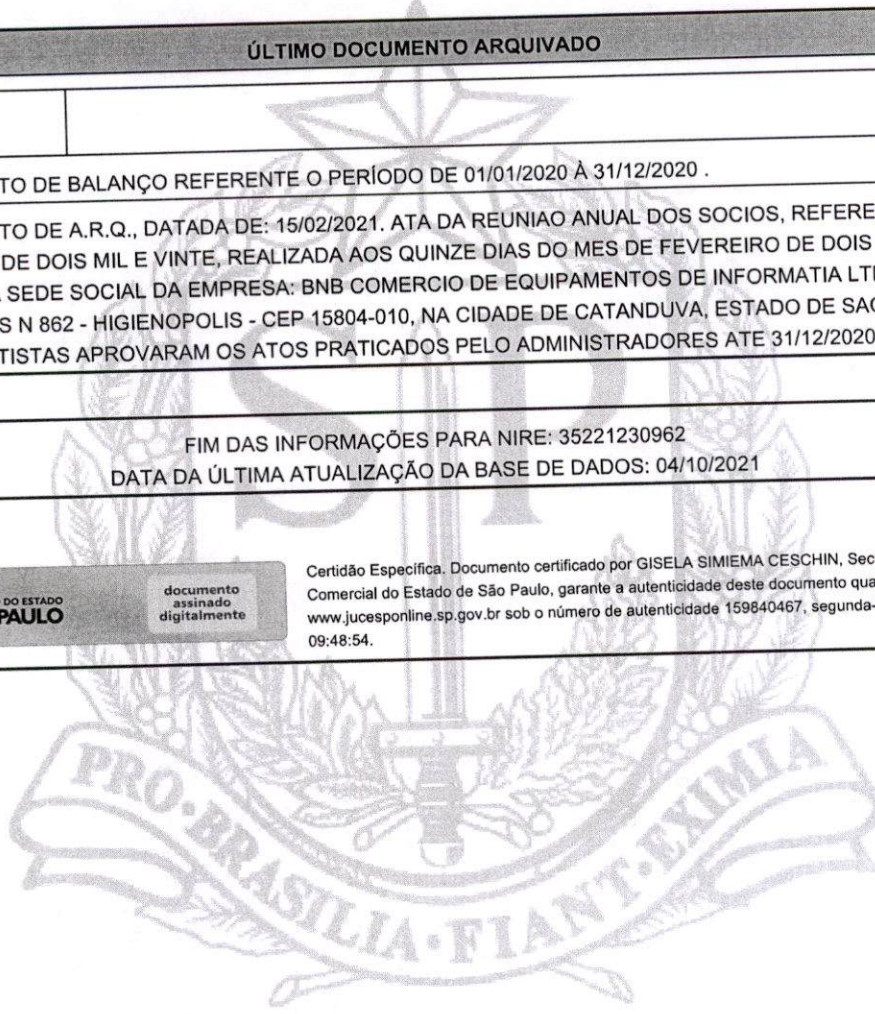 ÚLTIMO DOCUMENTO ARQUIVADO
TO DE BALANÇO REFERENTE O PERÍODO DE 01/01/2020 À 31/12/2020 .
TO DE A.R.Q., DATADA DE: 15/02/2021. ATA DA REUNIAO ANUAL DOS SOCIOS, REFERE
DE DOIS MIL E VINTE, REALIZADA AOS QUINZE DIAS DO MES DE FEVEREIRO DE DOIS
SEDE SOCIAL DA EMPRESA: BNB COMERCIO DE EQUIPAMENTOS DE INFORMATIA LT
S N 862 - HIGIENOPOLIS - CEP 15804-010, NA CIDADE DE CATANDUVA, ESTADO DE SAO
TISTAS APROVARAM OS ATOS PRATICADOS PELO ADMINISTRADORES ATE 31/12/2020
FIM DAS INFORMAÇÕES PARA NIRE: 35221230962
DATA DA ÚLTIMA ATUALIZAÇÃO DA BASE DE DADOS: 04/10/2021
DO ESTADO
PAULO
documento
assinado
digitalmente
Certidão Específica. Documento certificado por GISELA SIMIEMA CESCHIN, Sec
Comercial do Estado de São Paulo, garante a autenticidade deste documento qua
www.jucesponline.sp.gov.br sob o número de autenticidade 159840467, segunda-
09:48:54.
SP
PRO·BRASILIA·FIANT·EXIMIA